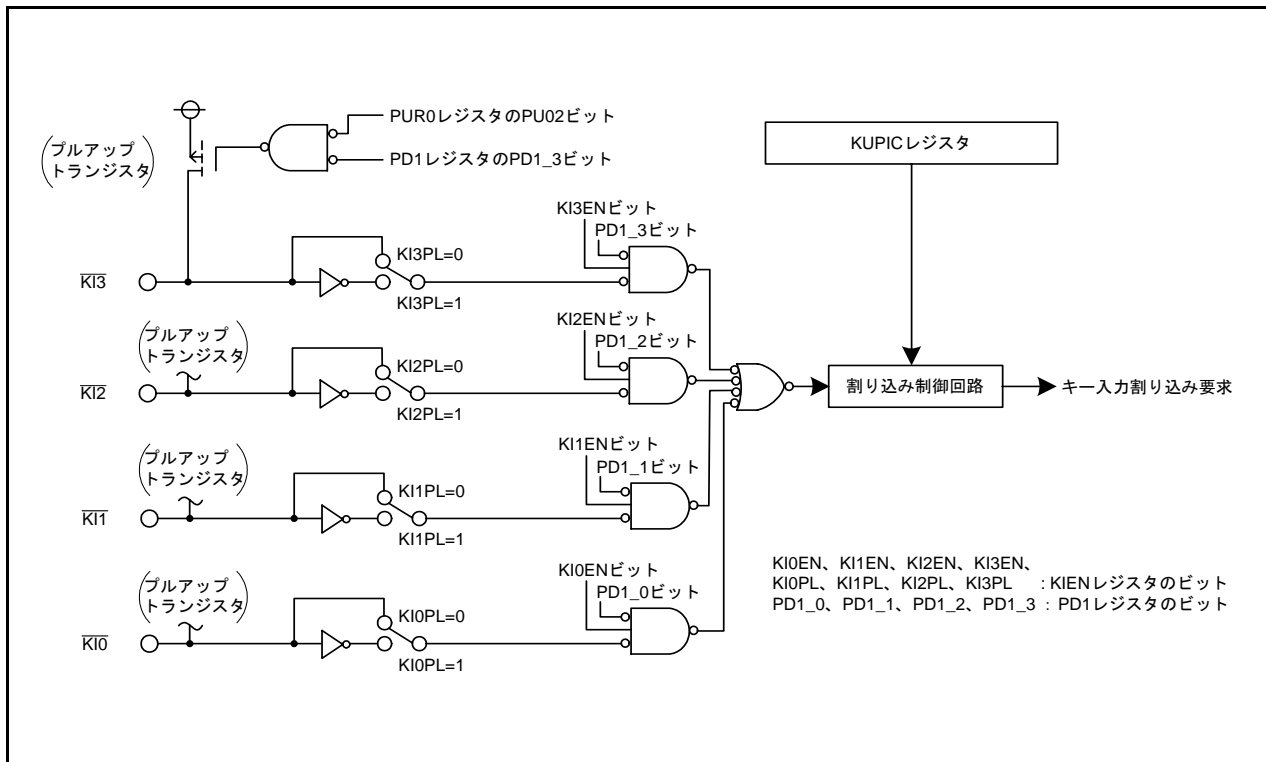 PUR0レジスタのPU02ビット
(プルアップ
トランジスタ)
PD1レジスタのPD1_3ビット
KUPICレジスタ
KI3ENビット
PD1_3ビット
KI3PL=0
KI3
KI3PL=1
(プルアップ
トランジスタ)
KI2ENビット
PD1_2ビット
KI2PL=0
KI2
KI2PL=1
割り込み制御回路
キー入力割り込み要求
(プルアップ
トランジスタ)
KI1ENビット
PD1_1ビット
KI1PL=0
KI1
KI1PL=1
(プルアップ
トランジスタ)
KI0ENビット
PD1_0ビット
KI0PL=0
KI0
KI0PL=1
KI0EN、KI1EN、KI2EN、KI3EN、
KI0PL、KI1PL、KI2PL、KI3PL : KIENレジスタのビット
PD1_0、PD1_1、PD1_2、PD1_3 : PD1レジスタのビット